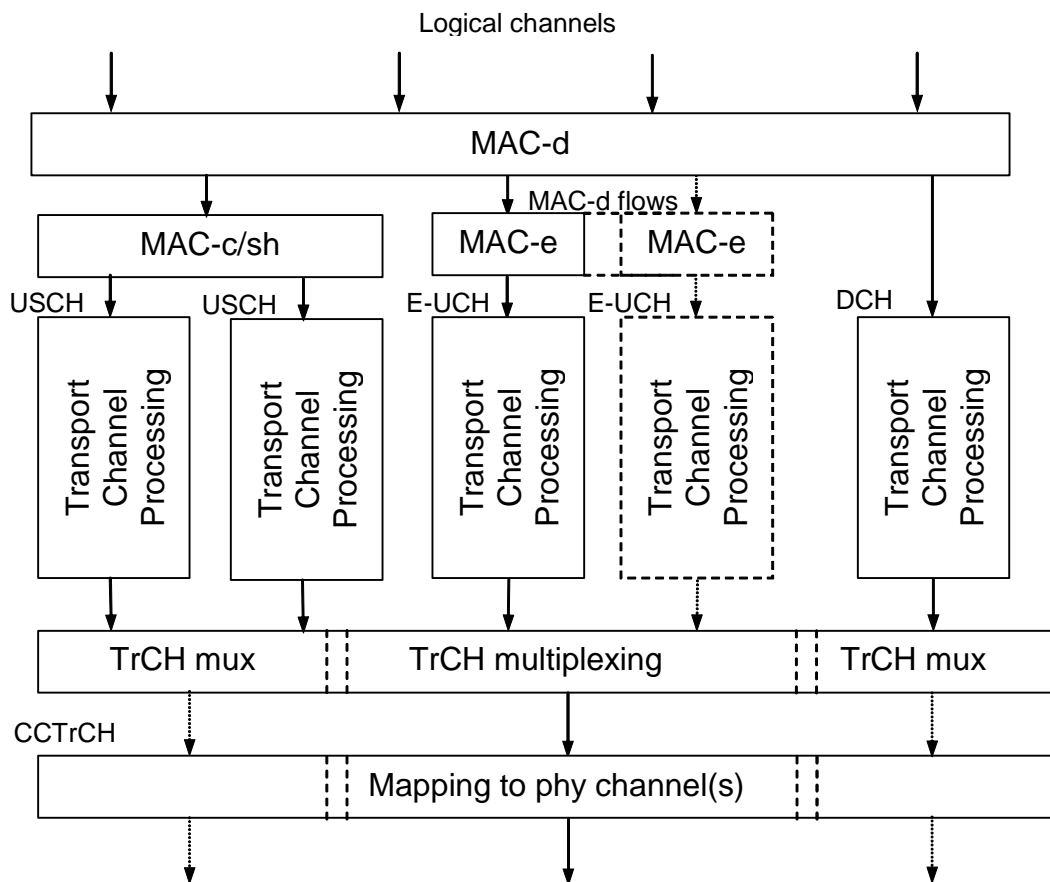 Logical channels
MAC-d
MAC-d flows
MAC-c/sh
MAC-e
MAC-e
USCH
USCH
E-UCH
E-UCH
DCH
Transport
Channel
Processing
Transport
Channel
Processing
Transport
Channel
Processing
Transport
Channel
Processing
Transport
Channel
Processing
TrCH mux
TrCH multiplexing
TrCH mux
CCTrCH
Mapping to phy channel(s)